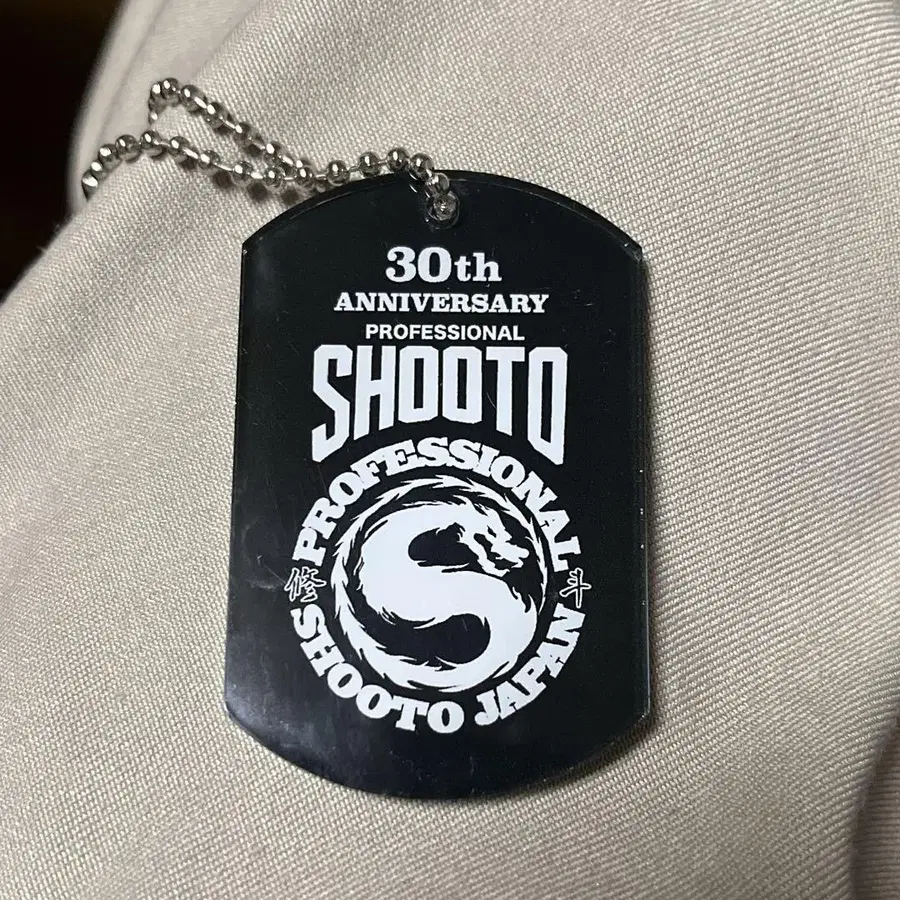 30th
ANNIVERSARY
PROFESSIONAL
SHOOTO
PROFESSIONAL
修 斗
SHOOTO JAPAN